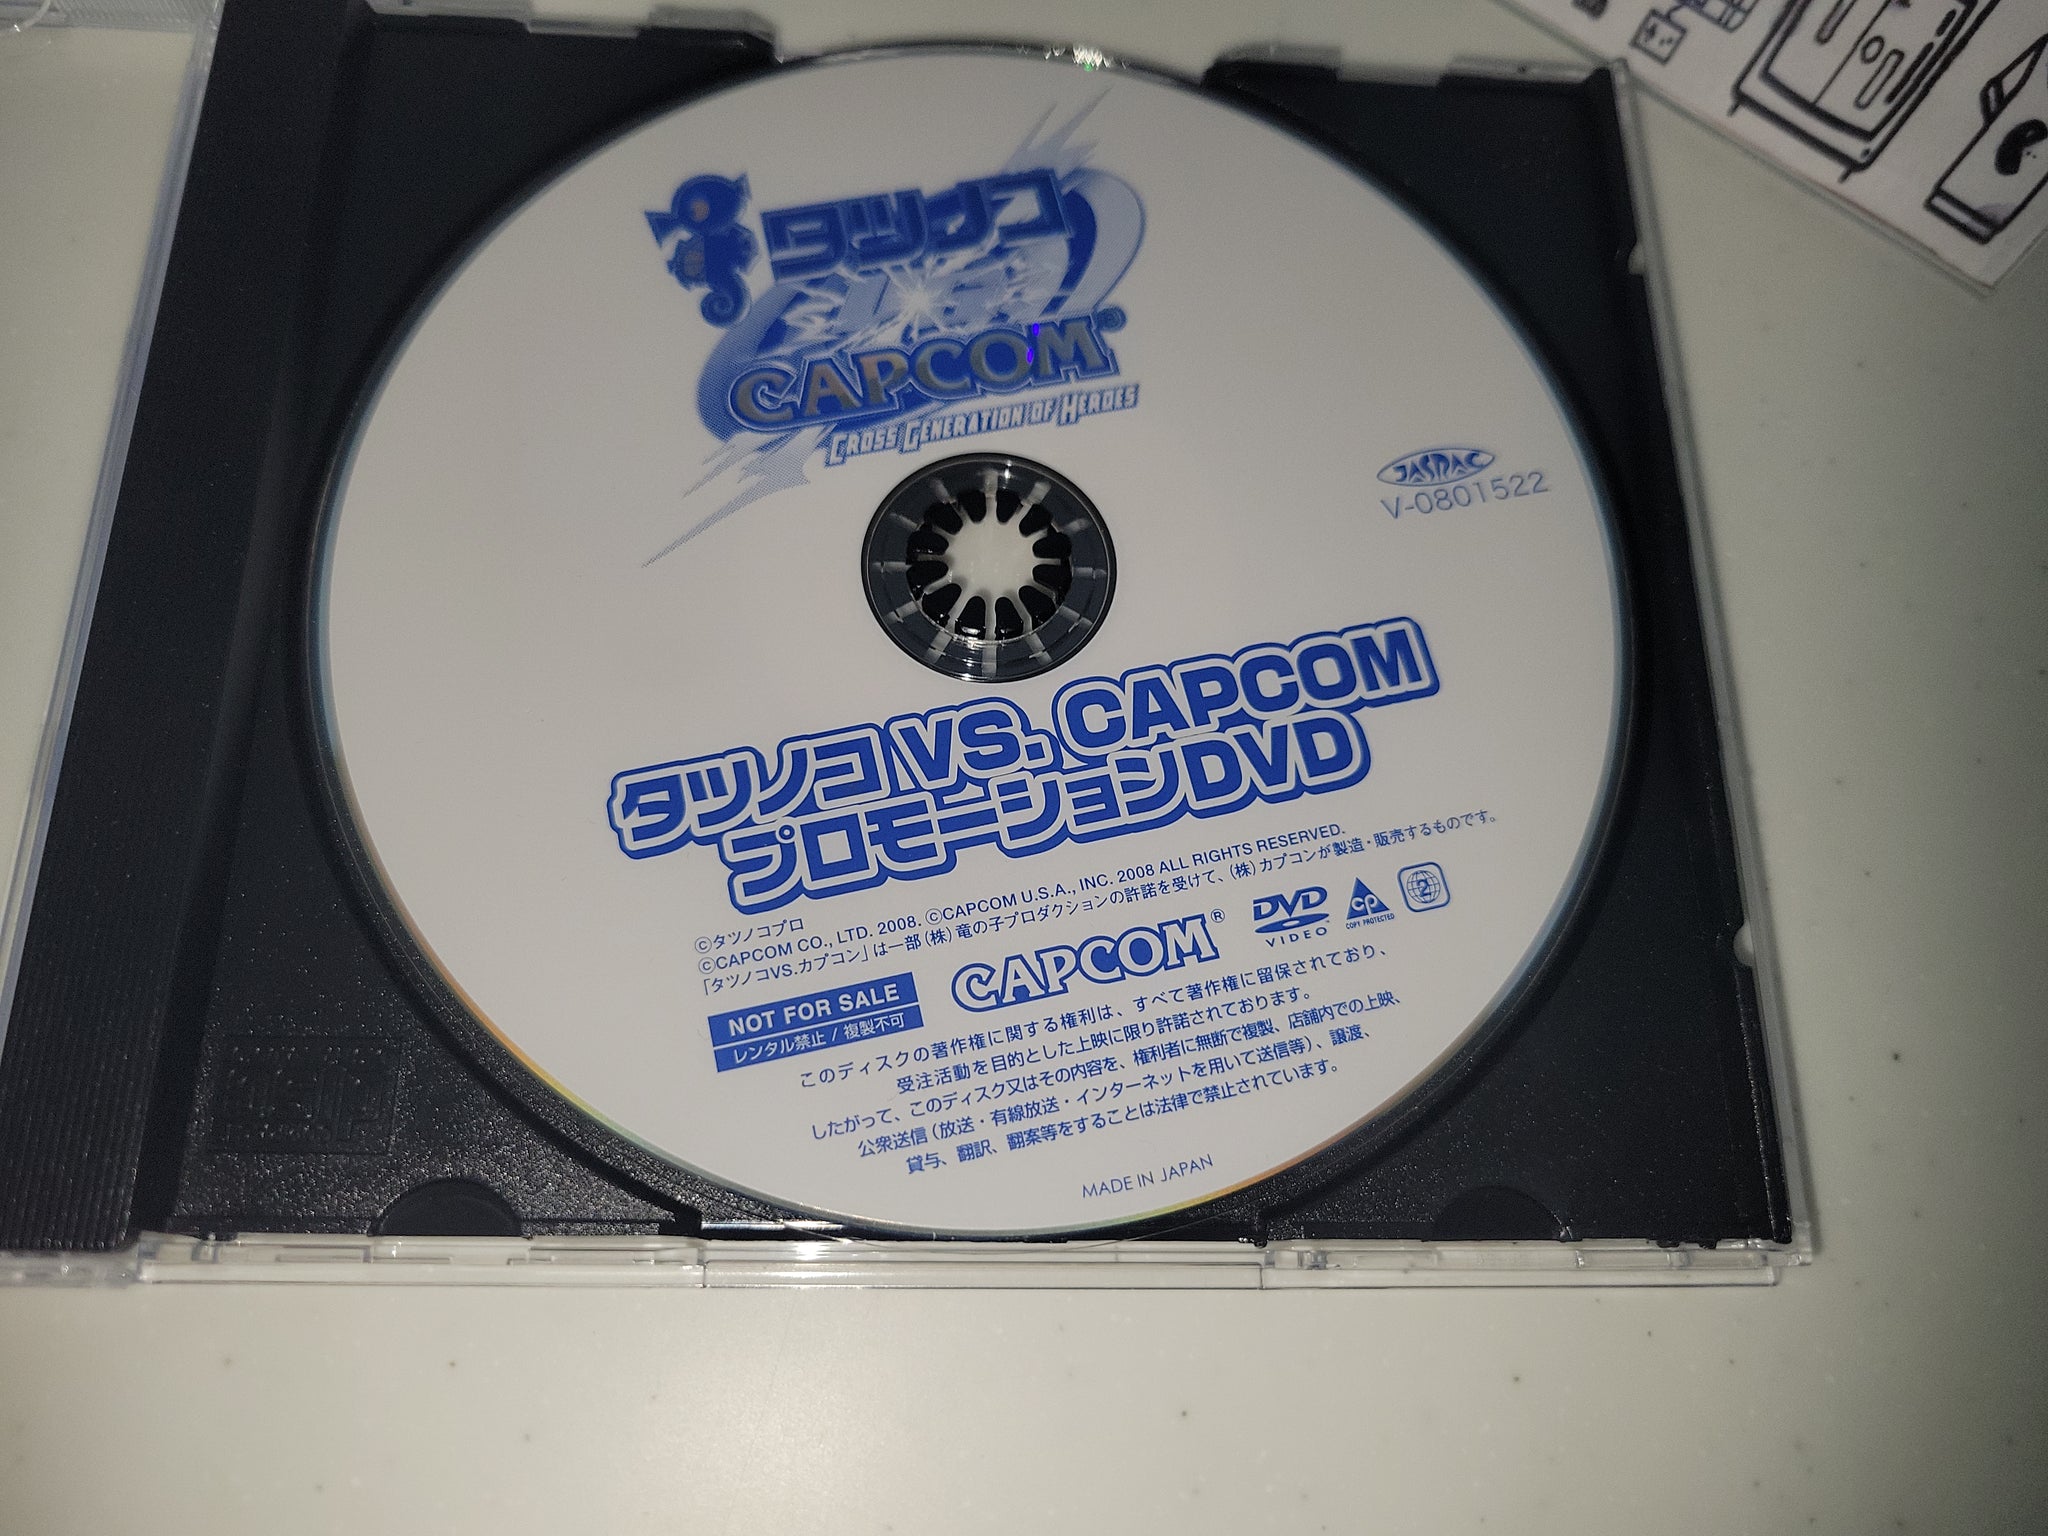 タツノコ
VS.
CAPCOM®
CROSS GENERATION OF HEROES
JASRAC
V-0801522
タツノコ VS. CAPCOM
プロモーションDVD
©タツノコプロ
©CAPCOM CO., LTD. 2008. ©CAPCOM U.S.A., INC. 2008 ALL RIGHTS RESERVED.
「タツノコVS.カプコン」は一部(株)竜の子プロダクションの許諾を受けて、(株)カプコンが製造・販売するものです。
NOT FOR SALE
レンタル禁止 / 複製不可
CAPCOM®
DVD
VIDEO
CP
COPY PROTECTED
2
このディスクの著作権に関する権利は、すべて著作権に留保されており、
受注活動を目的とした上映に限り許諾されております。
したがって、このディスク又はその内容を、権利者に無断で複製、店舗内での上映、
公衆送信(放送・有線放送・インターネットを用いて送信等)、譲渡、
貸与、翻訳、翻案等をすることは法律で禁止されています。
MADE IN JAPAN